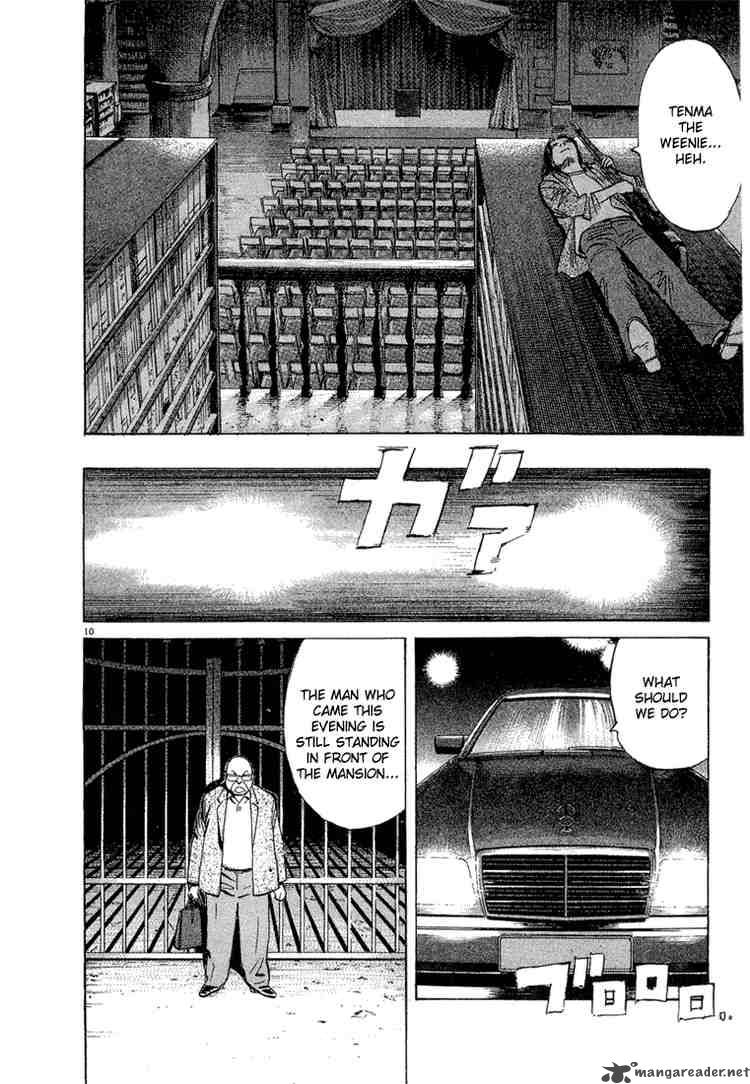 TENMA
THE
WEENIE...
HEH.
ガァ
10
WHAT
SHOULD
WE DO?
THE MAN WHO
CAME THIS
EVENING IS
STILL STANDING
IN FRONT OF
THE MANSION...
ブロロロ
mangareader.net